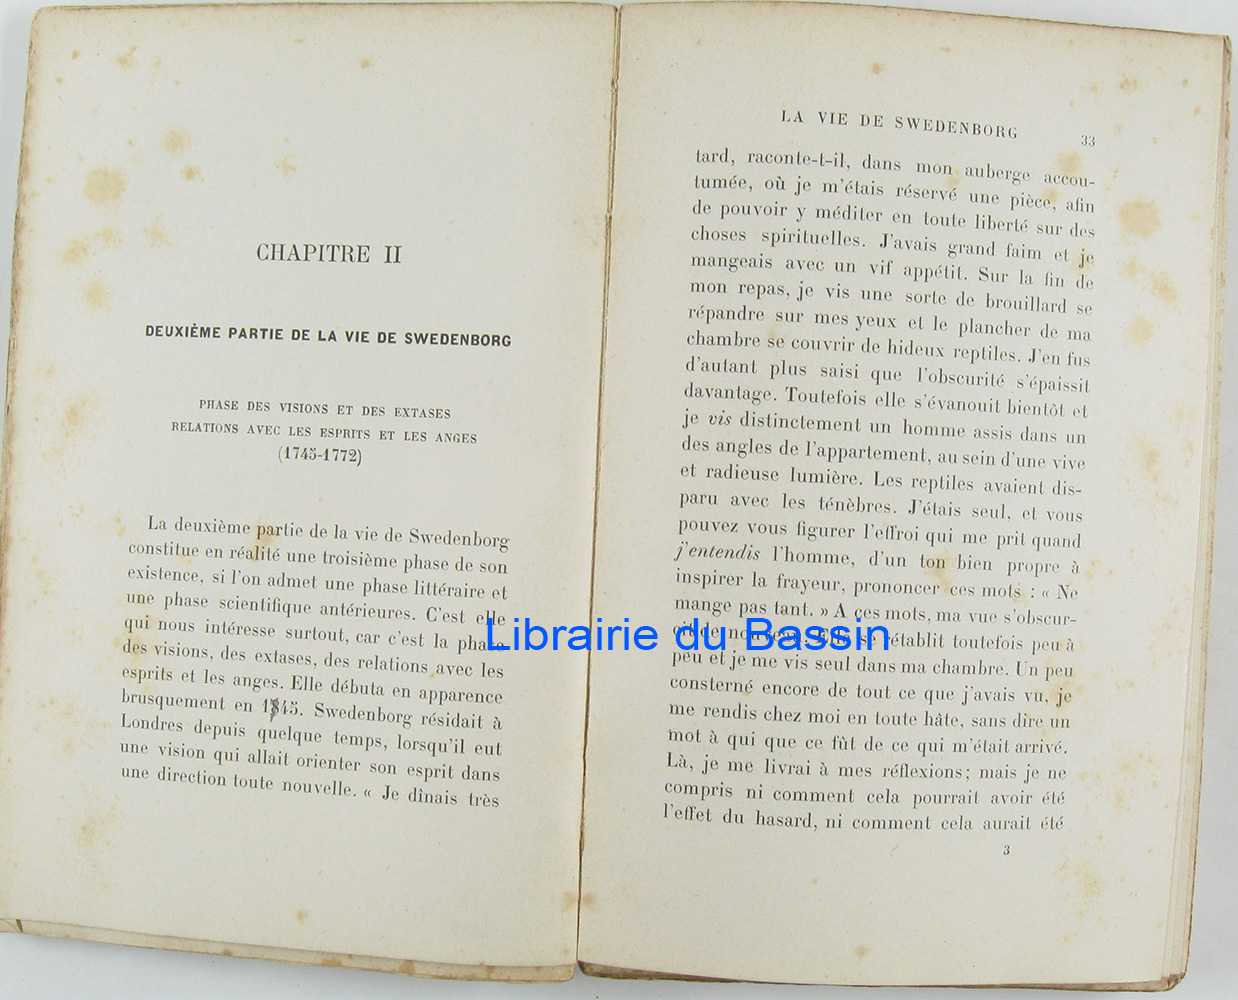 CHAPITRE II
DEUXIÈME PARTIE DE LA VIE DE SWEDENBORG
PHASE DES VISIONS ET DES EXTASES
RELATIONS AVEC LES ESPRITS ET LES ANGES
(1745-1772)
La deuxième partie de la vie de Swedenborg
constitue en réalité une troisième phase de son
existence, si l'on admet une phase littéraire et
une phase scientifique antérieures. C'est elle
qui nous intéresse surtout, car c'est la phase
des visions, des extases, des relations avec les
esprits et les anges. Elle débuta en apparence
brusquement en 1845. Swedenborg résidait à
Londres depuis quelque temps, lorsqu'il eut
une vision qui allait orienter son esprit dans
une direction toute nouvelle. « Je dînais très
LA VIE DE SWEDENBORG 33
tard, raconte-t-il, dans mon auberge accou-
tumée, où je m'étais réservé une pièce, afin
de pouvoir y méditer en toute liberté sur des
choses spirituelles. J'avais grand faim et je
mangeais avec un vif appétit. Sur la fin de
mon repas, je vis une sorte de brouillard se
répandre sur mes yeux et le plancher de ma
chambre se couvrir de hideux reptiles. J'en fus
d'autant plus saisi que l'obscurité s'épaissit
davantage. Toutefois elle s'évanouit bientôt et
je vis distinctement un homme assis dans un
des angles de l'appartement, au sein d'une vive
et radieuse lumière. Les reptiles avaient dis-
paru avec les ténèbres. J'étais seul, et vous
pouvez vous figurer l'effroi qui me prit quand
j'entendis l'homme, d'un ton bien propre à
inspirer la frayeur, prononcer ces mots : « Ne
mange pas tant. » A ces mots, ma vue s'obscur-
cit de nouveau. Elle se rétablit toutefois peu à
peu et je me vis seul dans ma chambre. Un peu
consterné encore de tout ce que j'avais vu, je
me rendis chez moi en toute hâte, sans dire un
mot à qui que ce fût de ce qui m'était arrivé.
Là, je me livrai à mes réflexions; mais je ne
compris ni comment cela pourrait avoir été
l'effet du hasard, ni comment cela aurait été
3
Librairie du Bassin